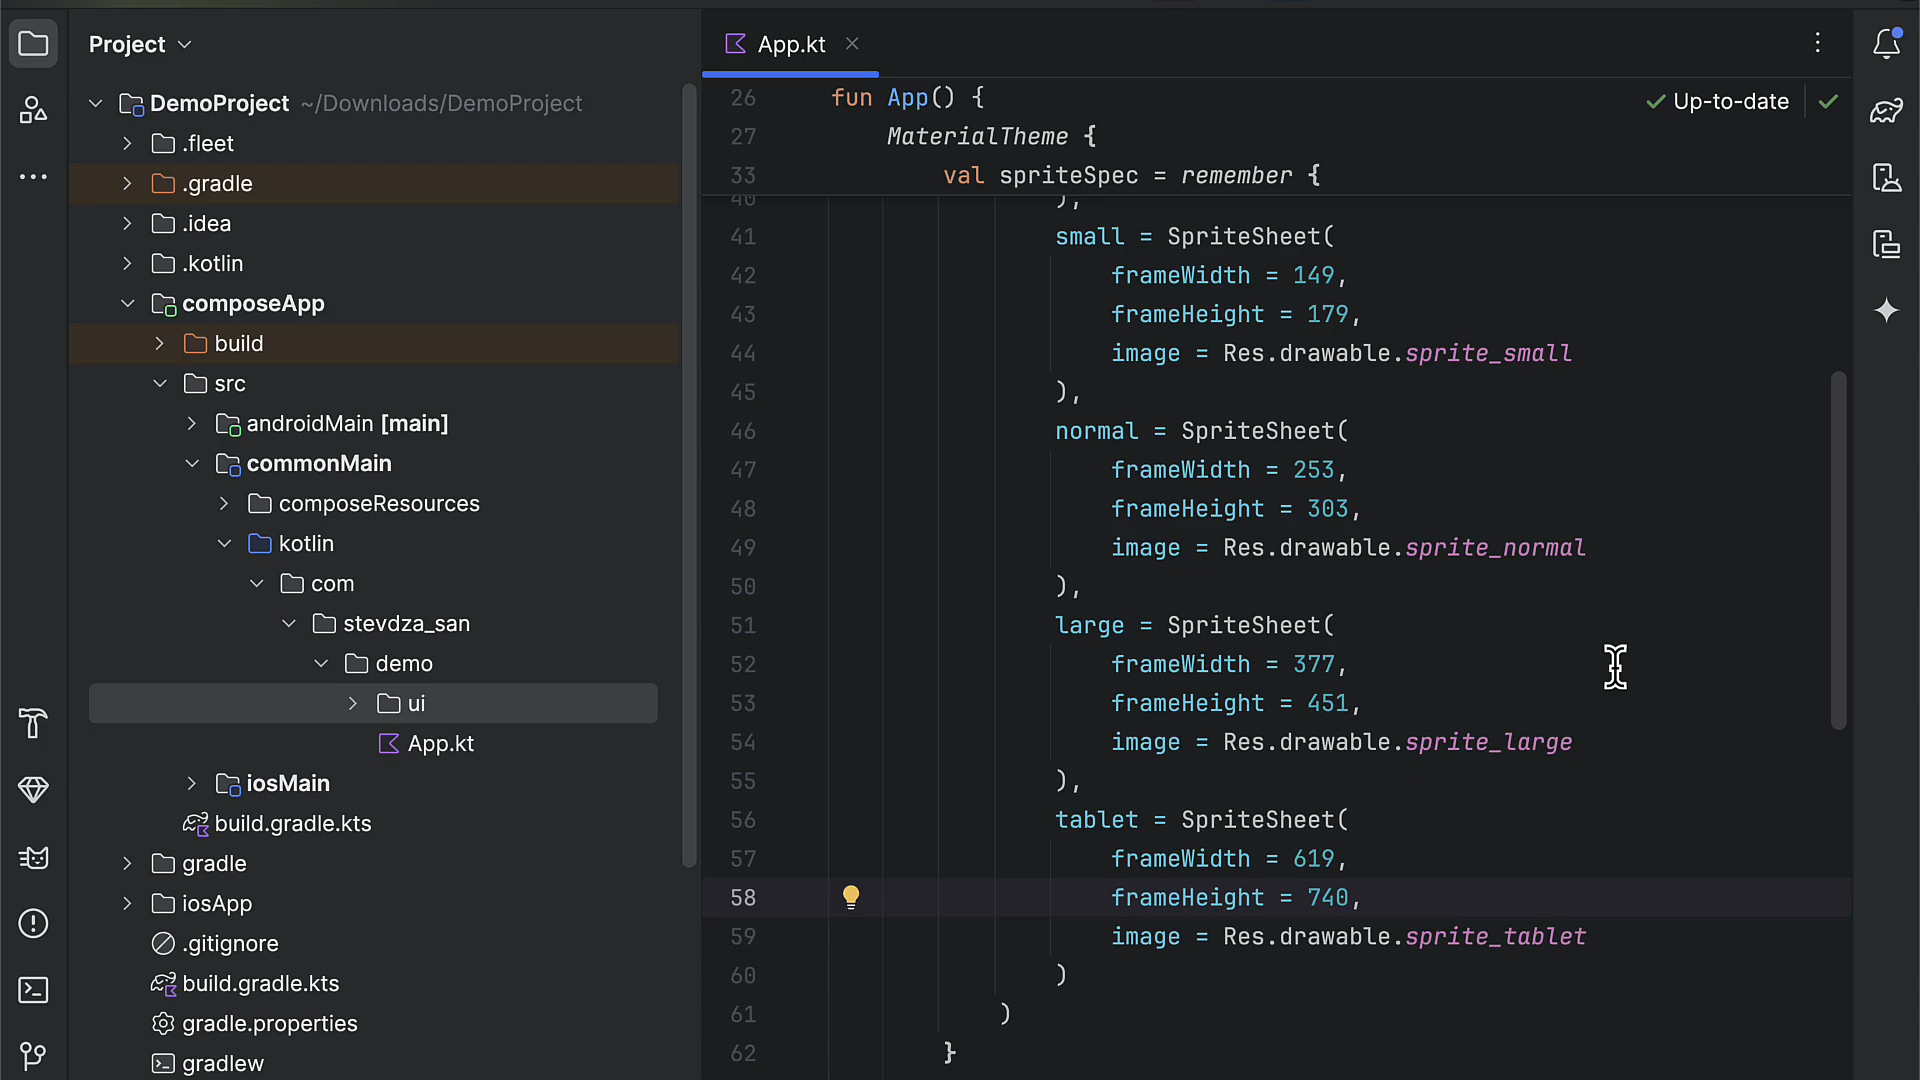 Project
DemoProject ~/Downloads/DemoProject
.fleet
.gradle
.idea
.kotlin
composeApp
build
src
androidMain [main]
commonMain
composeResources
kotlin
com
stevdza_san
demo
ui
App.kt
iosMain
build.gradle.kts
gradle
iosApp
.gitignore
build.gradle.kts
gradle.properties
gradlew
App.kt
Up-to-date
26 fun App() {
27 MaterialTheme {
33 val spriteSpec = remember {
40 ),
41 small = SpriteSheet(
42 frameWidth = 149,
43 frameHeight = 179,
44 image = Res.drawable.sprite_small
45 ),
46 normal = SpriteSheet(
47 frameWidth = 253,
48 frameHeight = 303,
49 image = Res.drawable.sprite_normal
50 ),
51 large = SpriteSheet(
52 frameWidth = 377,
53 frameHeight = 451,
54 image = Res.drawable.sprite_large
55 ),
56 tablet = SpriteSheet(
57 frameWidth = 619,
58 frameHeight = 740,
59 image = Res.drawable.sprite_tablet
60 )
61 )
62 }